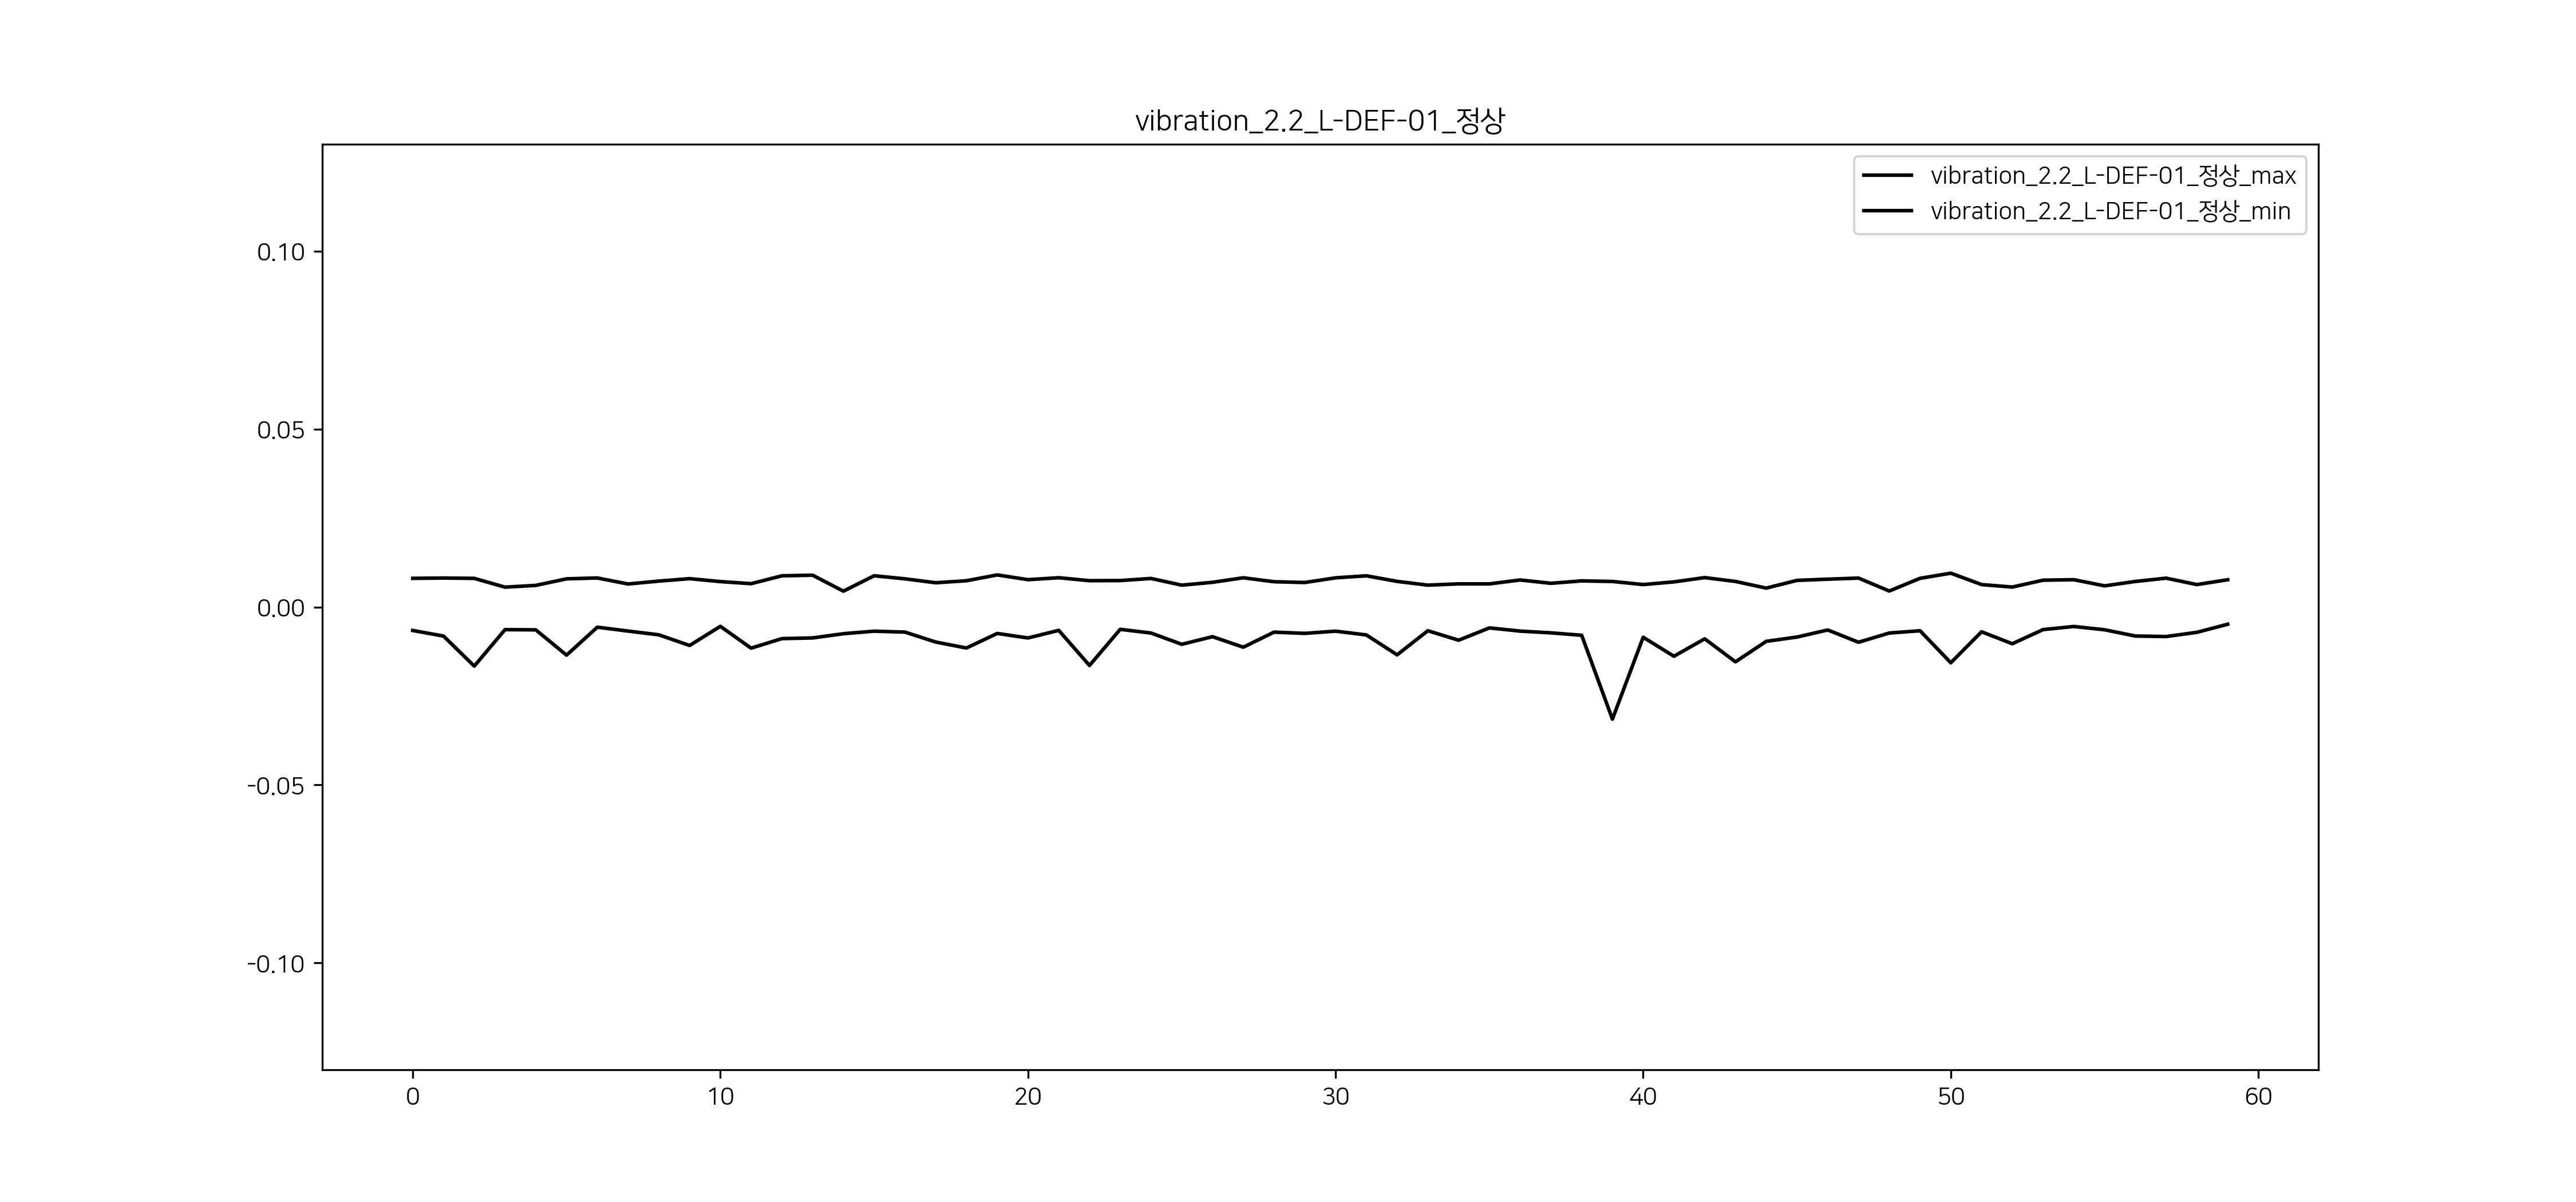 vibration_2.2_L-DEF-01_정상
vibration_2.2_L-DEF-01_정상_max
vibration_2.2_L-DEF-01_정상_min
0.10
0.05
0.00
-0.05
-0.10
0 10 20 30 40 50 60